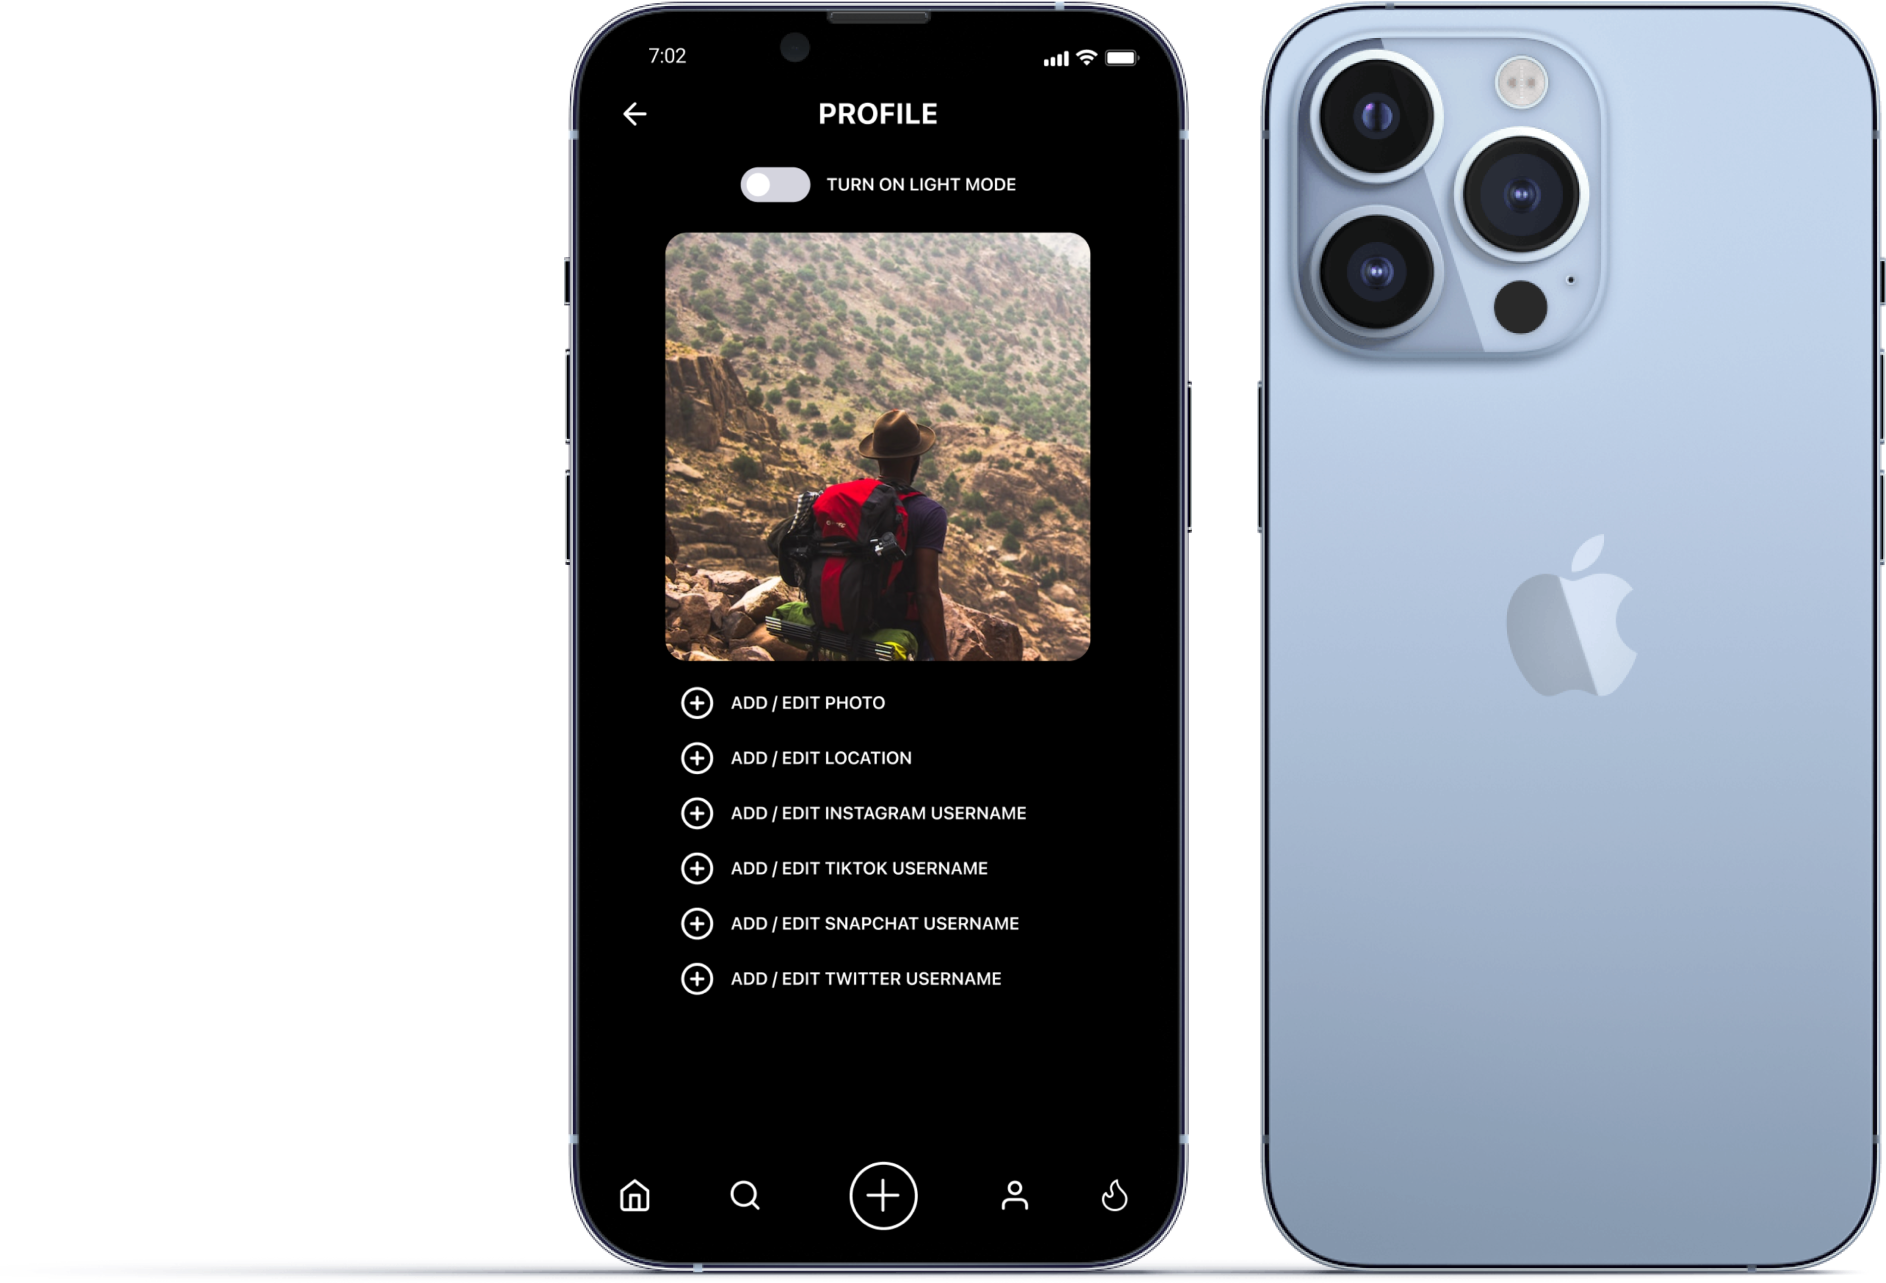 7:02
PROFILE
TURN ON LIGHT MODE
ADD / EDIT PHOTO
ADD / EDIT LOCATION
ADD / EDIT INSTAGRAM USERNAME
ADD / EDIT TIKTOK USERNAME
ADD / EDIT SNAPCHAT USERNAME
ADD / EDIT TWITTER USERNAME